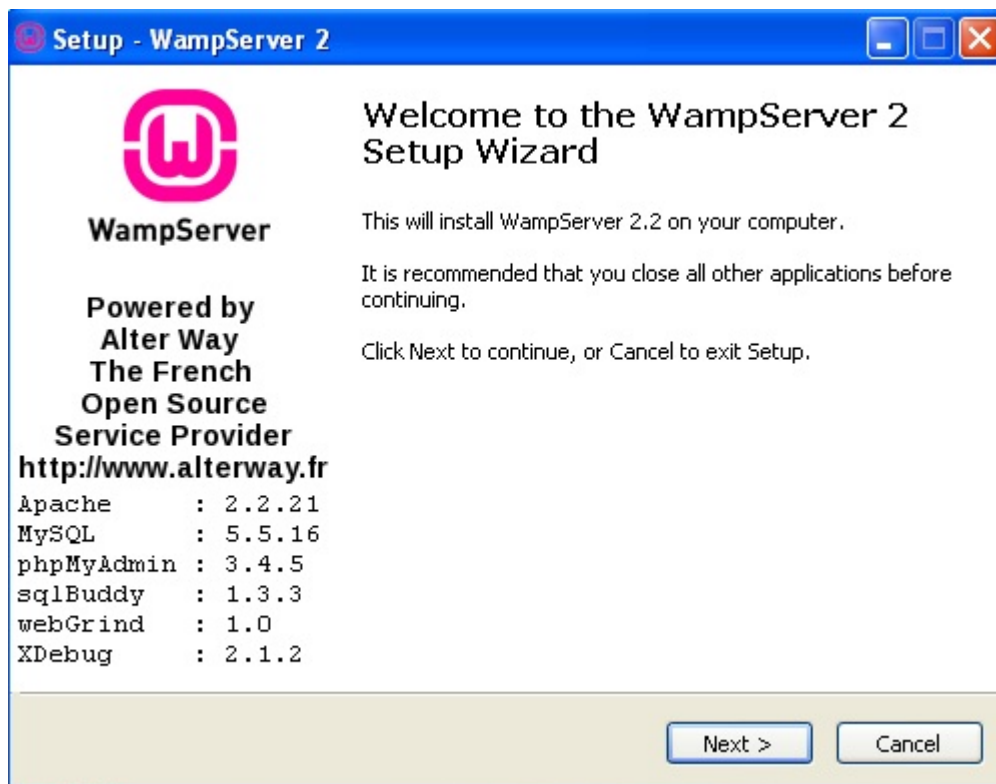 Setup - WampServer 2
WampServer
Powered by
Alter Way
The French
Open Source
Service Provider
http://www.alterway.fr
Apache : 2.2.21
MySQL : 5.5.16
phpMyAdmin : 3.4.5
sqlBuddy : 1.3.3
webGrind : 1.0
XDebug : 2.1.2
Welcome to the WampServer 2
Setup Wizard
This will install WampServer 2.2 on your computer.
It is recommended that you close all other applications before
continuing.
Click Next to continue, or Cancel to exit Setup.
Next >
Cancel